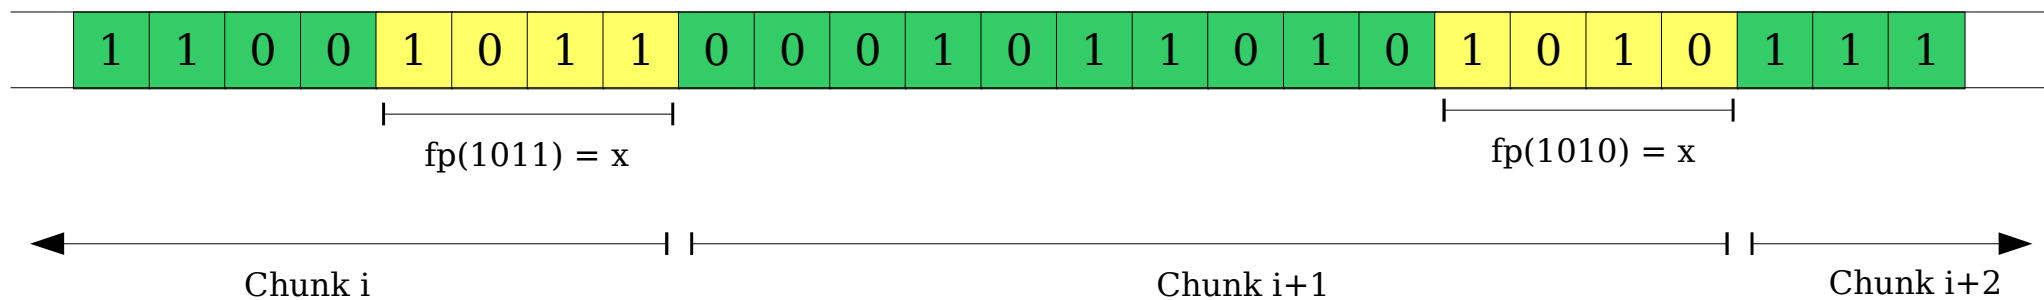 1 1 0 0 1 0 1 1 0 0 0 1 0 1 1 0 1 0 1 0 1 0 1 1 1
fp(1011) = x fp(1010) = x
Chunk i Chunk i+1 Chunk i+2